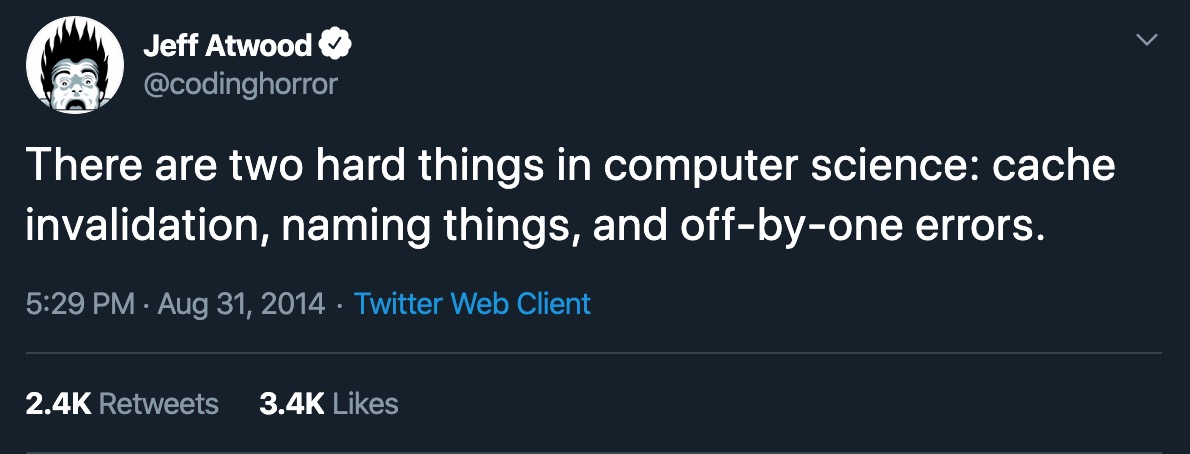 Jeff Atwood
@codinghorror
There are two hard things in computer science: cache
invalidation, naming things, and off-by-one errors.
5:29 PM · Aug 31, 2014 · Twitter Web Client
2.4K Retweets 3.4K Likes